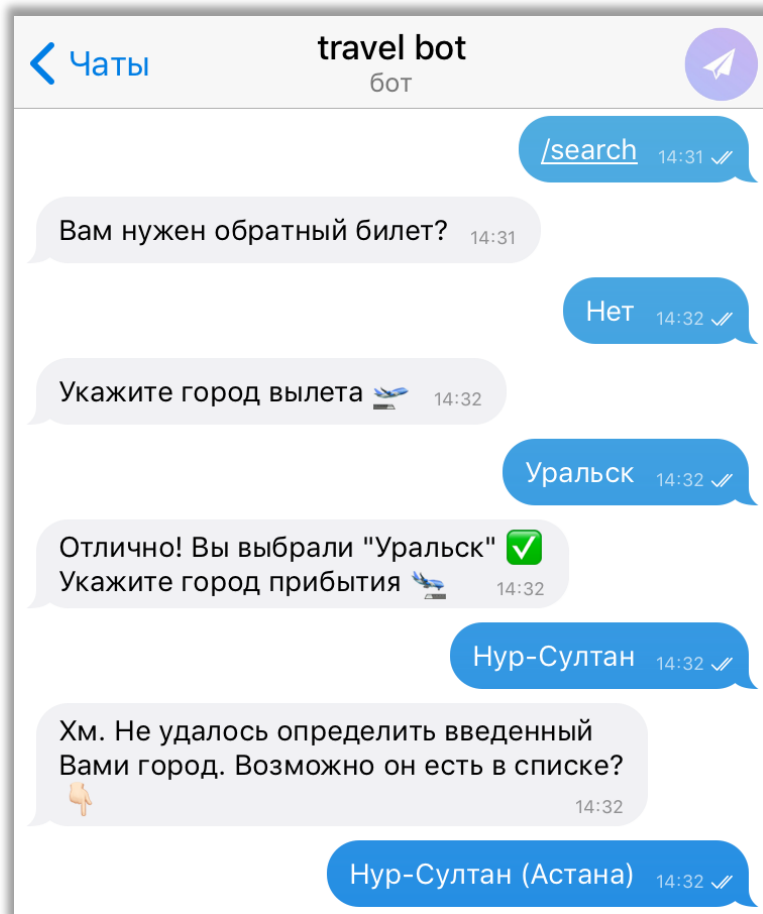 Чаты
travel bot
бот
/search 14:31
Вам нужен обратный билет? 14:31
Нет 14:32
Укажите город вылета 🛫 14:32
Уральск 14:32
Отлично! Вы выбрали "Уральск" ✅
Укажите город прибытия 🛬 14:32
Нур-Султан 14:32
Хм. Не удалось определить введенный
Вами город. Возможно он есть в списке?
👇🏻 14:32
Нур-Султан (Астана) 14:32